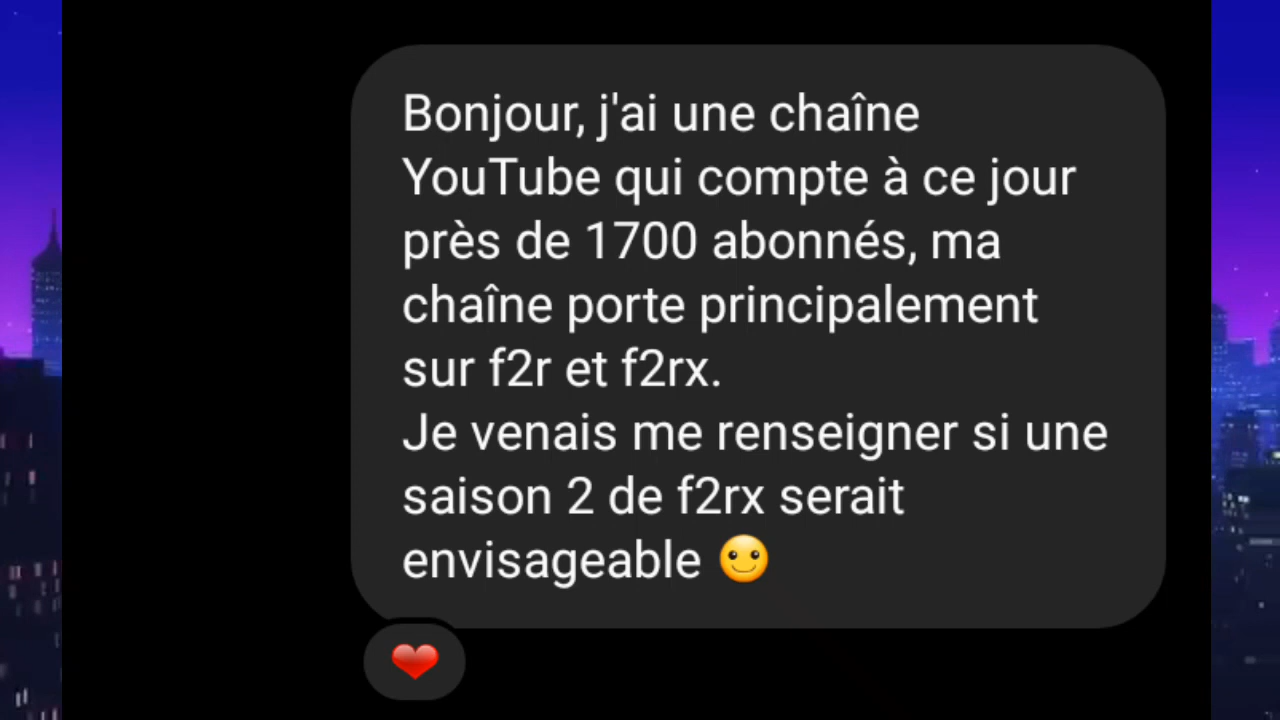 Bonjour, j'ai une chaîne
YouTube qui compte à ce jour
près de 1700 abonnés, ma
chaîne porte principalement
sur f2r et f2rx.
Je venais me renseigner si une
saison 2 de f2rx serait
envisageable 🙂